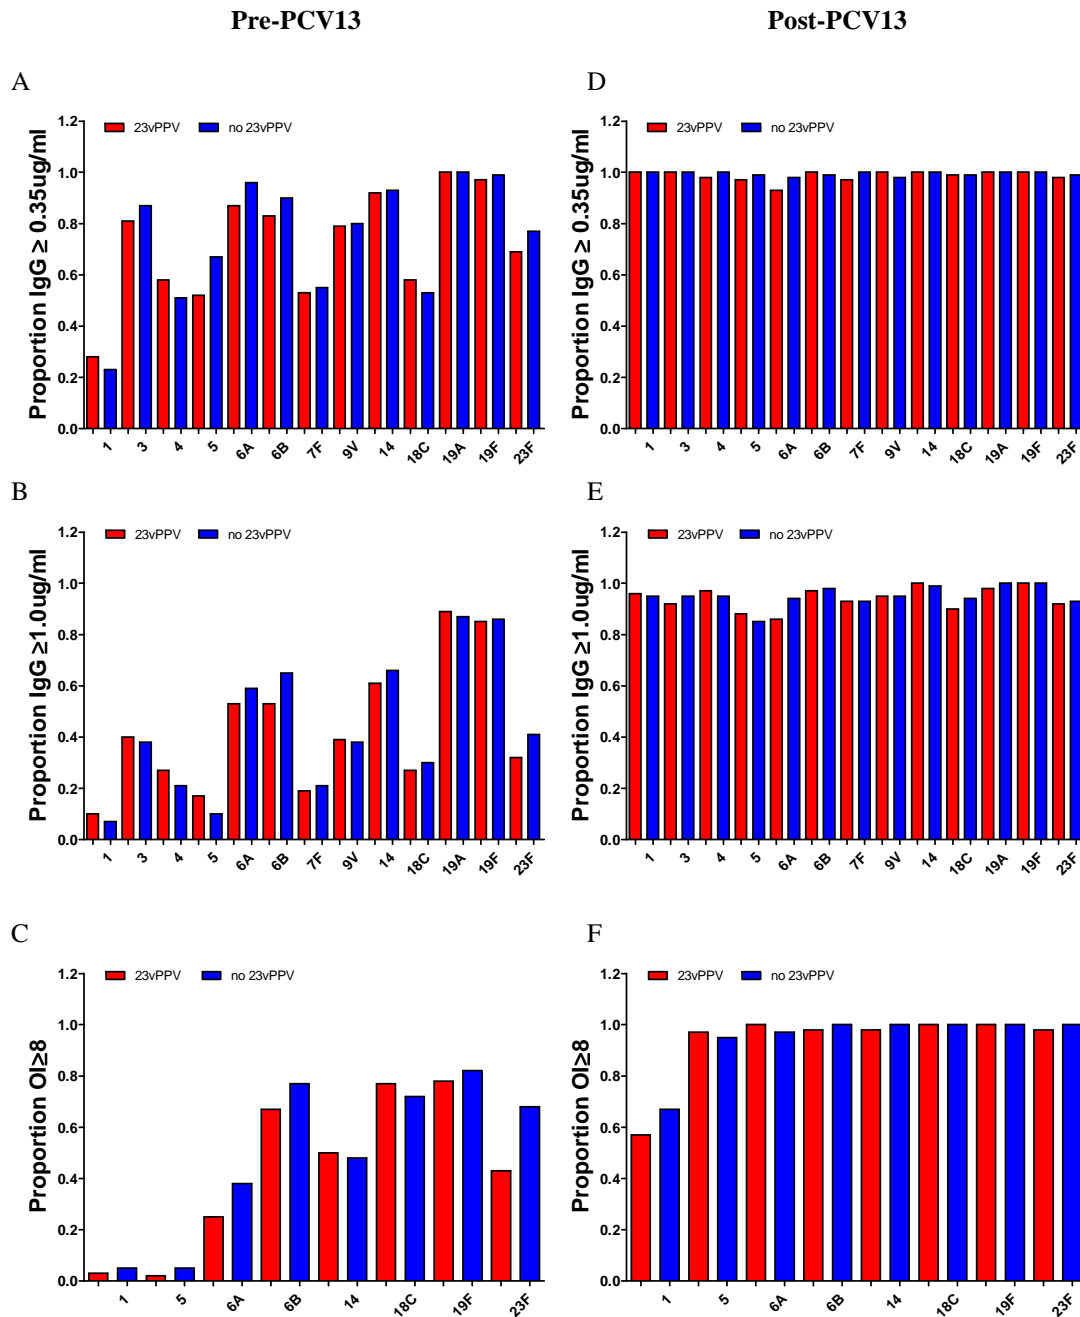 Pre-PCV13
Post-PCV13
A
1.2
1.0
0.8
0.6
0.4
0.2
0.0
Proportion IgG ≥ 0.35ug/ml
23vPPV no 23vPPV
1 3 4 5 6A 6B 7F 9V 14 18C 19A 19F 23F
D
1.2
1.0
0.8
0.6
0.4
0.2
0.0
Proportion IgG ≥ 0.35ug/ml
23vPPV no 23vPPV
1 3 4 5 6A 6B 7F 9V 14 18C 19A 19F 23F
B
1.2
1.0
0.8
0.6
0.4
0.2
0.0
Proportion IgG ≥1.0ug/ml
23vPPV no 23vPPV
1 3 4 5 6A 6B 7F 9V 14 18C 19A 19F 23F
E
1.2
1.0
0.8
0.6
0.4
0.2
0.0
Proportion IgG ≥1.0ug/ml
23vPPV no 23vPPV
1 3 4 5 6A 6B 7F 9V 14 18C 19A 19F 23F
C
1.2
1.0
0.8
0.6
0.4
0.2
0.0
Proportion OI≥8
23vPPV no 23vPPV
1 5 6A 6B 14 18C 19F 23F
F
1.2
1.0
0.8
0.6
0.4
0.2
0.0
Proportion OI≥8
23vPPV no 23vPPV
1 5 6A 6B 14 18C 19F 23F